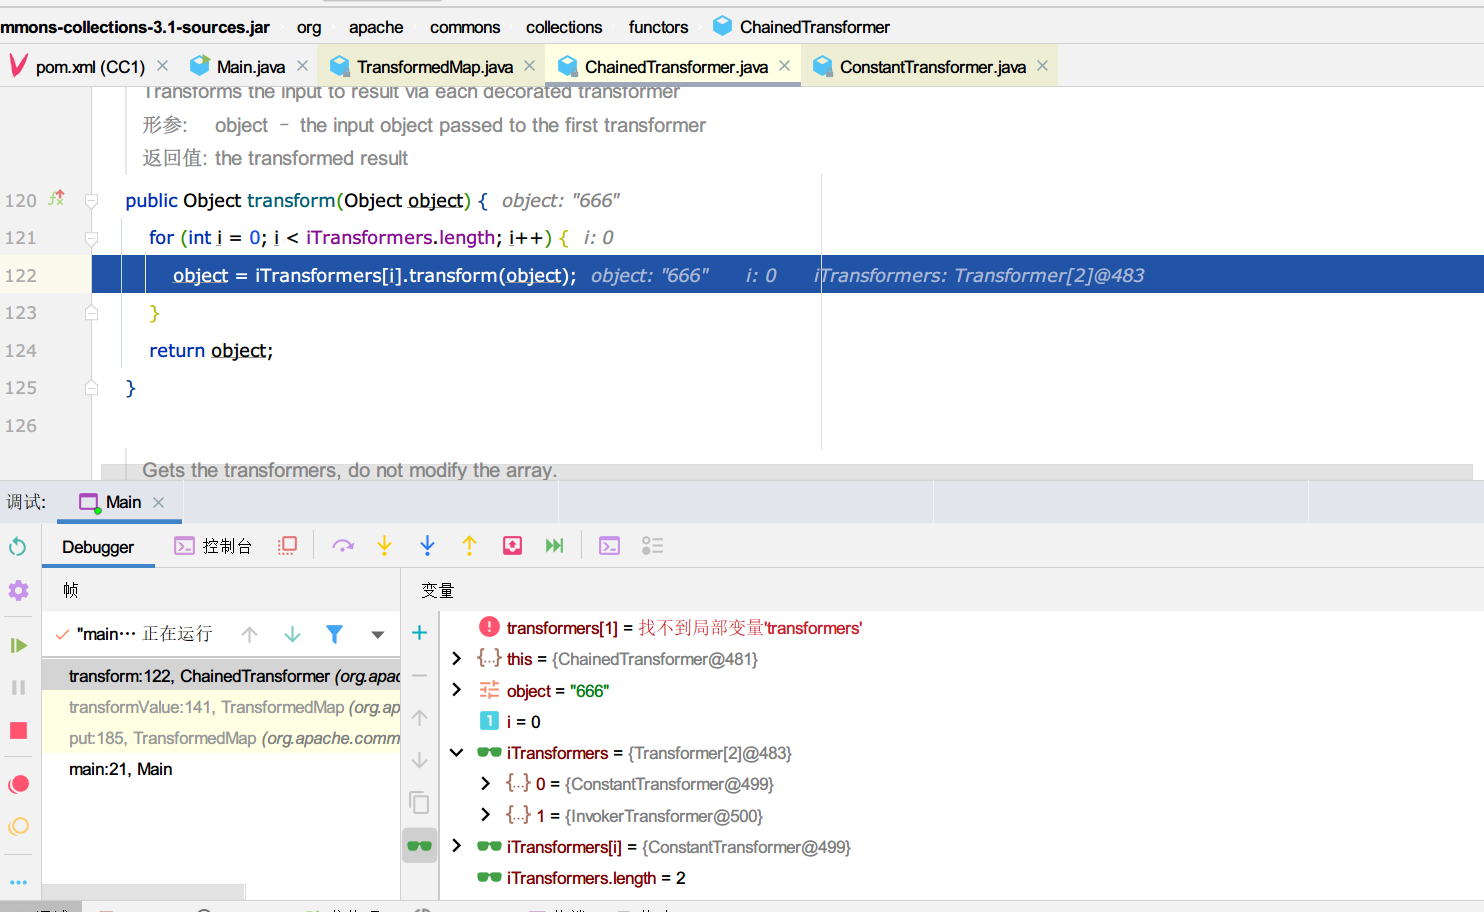 mmons-collections-3.1-sources.jar org apache commons collections functors ChainedTransformer
pom.xml (CC1) Main.java TransformedMap.java ChainedTransformer.java ConstantTransformer.java
Transforms the input to result via each decorated transformer
形参: object – the input object passed to the first transformer
返回值: the transformed result
120 public Object transform(Object object) { object: "666"
121 for (int i = 0; i < iTransformers.length; i++) { i: 0
122 object = iTransformers[i].transform(object); object: "666" i: 0 iTransformers: Transformer[2]@483
123 }
124 return object;
125 }
126
Gets the transformers, do not modify the array.
调试: Main
Debugger 控制台
帧 变量
"main… 正在运行
transform:122, ChainedTransformer (org.apac
transformValue:141, TransformedMap (org.ap
put:185, TransformedMap (org.apache.comm
main:21, Main
transformers[1] = 找不到局部变量'transformers'
this = {ChainedTransformer@481}
object = "666"
i = 0
iTransformers = {Transformer[2]@483}
0 = {ConstantTransformer@499}
1 = {InvokerTransformer@500}
iTransformers[i] = {ConstantTransformer@499}
iTransformers.length = 2